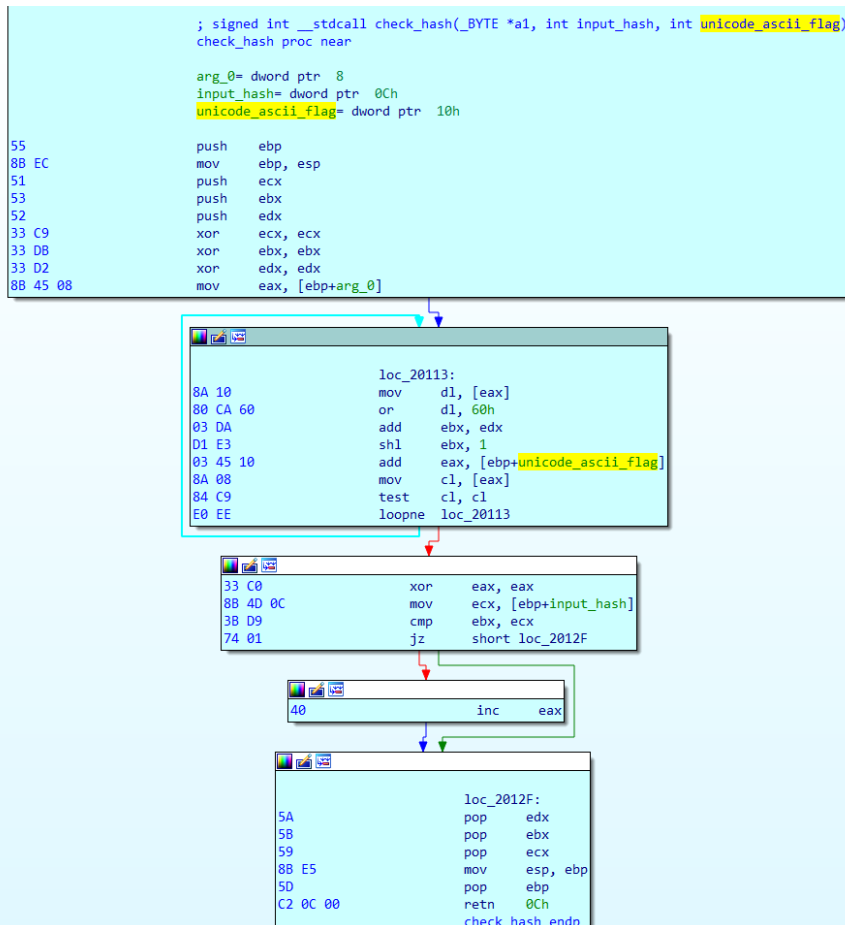 ; signed int __stdcall check_hash(_BYTE *a1, int input_hash, int unicode_ascii_flag)
check_hash proc near
arg_0= dword ptr 8
input_hash= dword ptr 0Ch
unicode_ascii_flag= dword ptr 10h
55 push ebp
8B EC mov ebp, esp
51 push ecx
53 push ebx
52 push edx
33 C9 xor ecx, ecx
33 DB xor ebx, ebx
33 D2 xor edx, edx
8B 45 08 mov eax, [ebp+arg_0]
loc_20113:
8A 10 mov dl, [eax]
80 CA 60 or dl, 60h
03 DA add ebx, edx
D1 E3 shl ebx, 1
03 45 10 add eax, [ebp+unicode_ascii_flag]
8A 08 mov cl, [eax]
84 C9 test cl, cl
E0 EE loopne loc_20113
33 C0 xor eax, eax
8B 4D 0C mov ecx, [ebp+input_hash]
3B D9 cmp ebx, ecx
74 01 jz short loc_2012F
40 inc eax
loc_2012F:
5A pop edx
5B pop ebx
59 pop ecx
8B E5 mov esp, ebp
5D pop ebp
C2 0C 00 retn 0Ch
check_hash endp